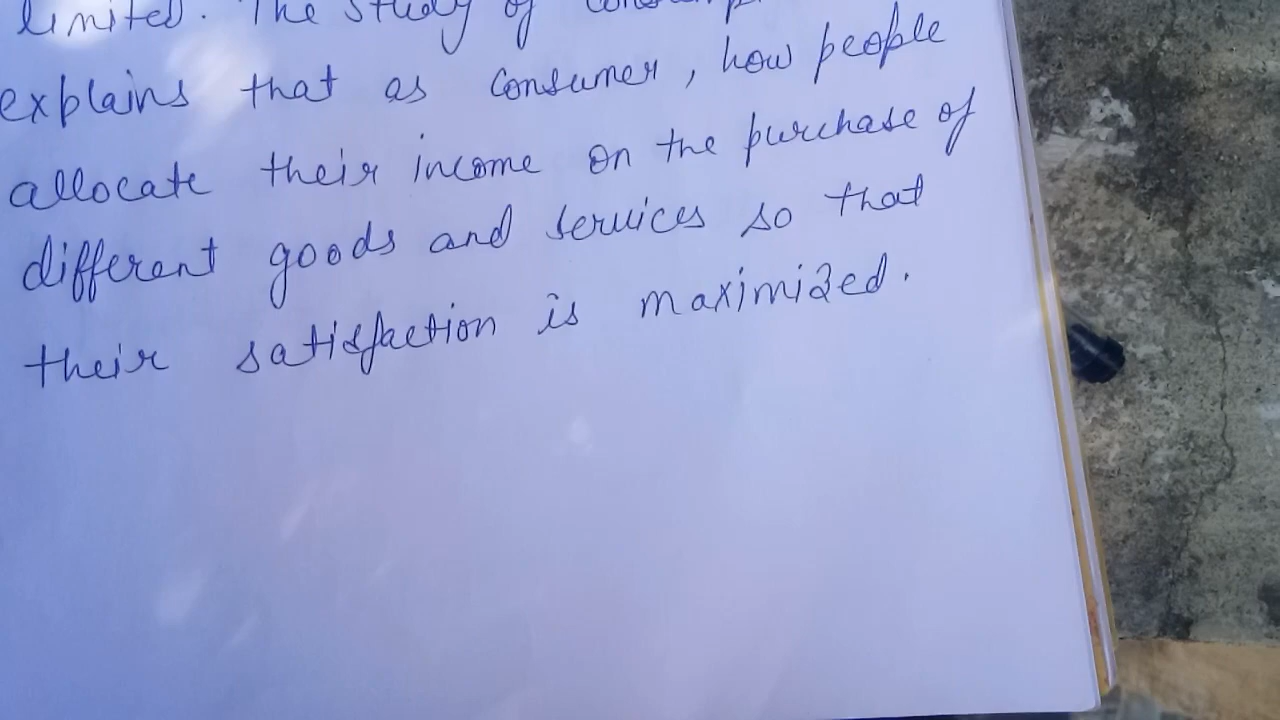 limited. The study of
explains that as consumer, how people
allocate their income on the purchase of
different goods and services so that
their satisfaction is maximized.